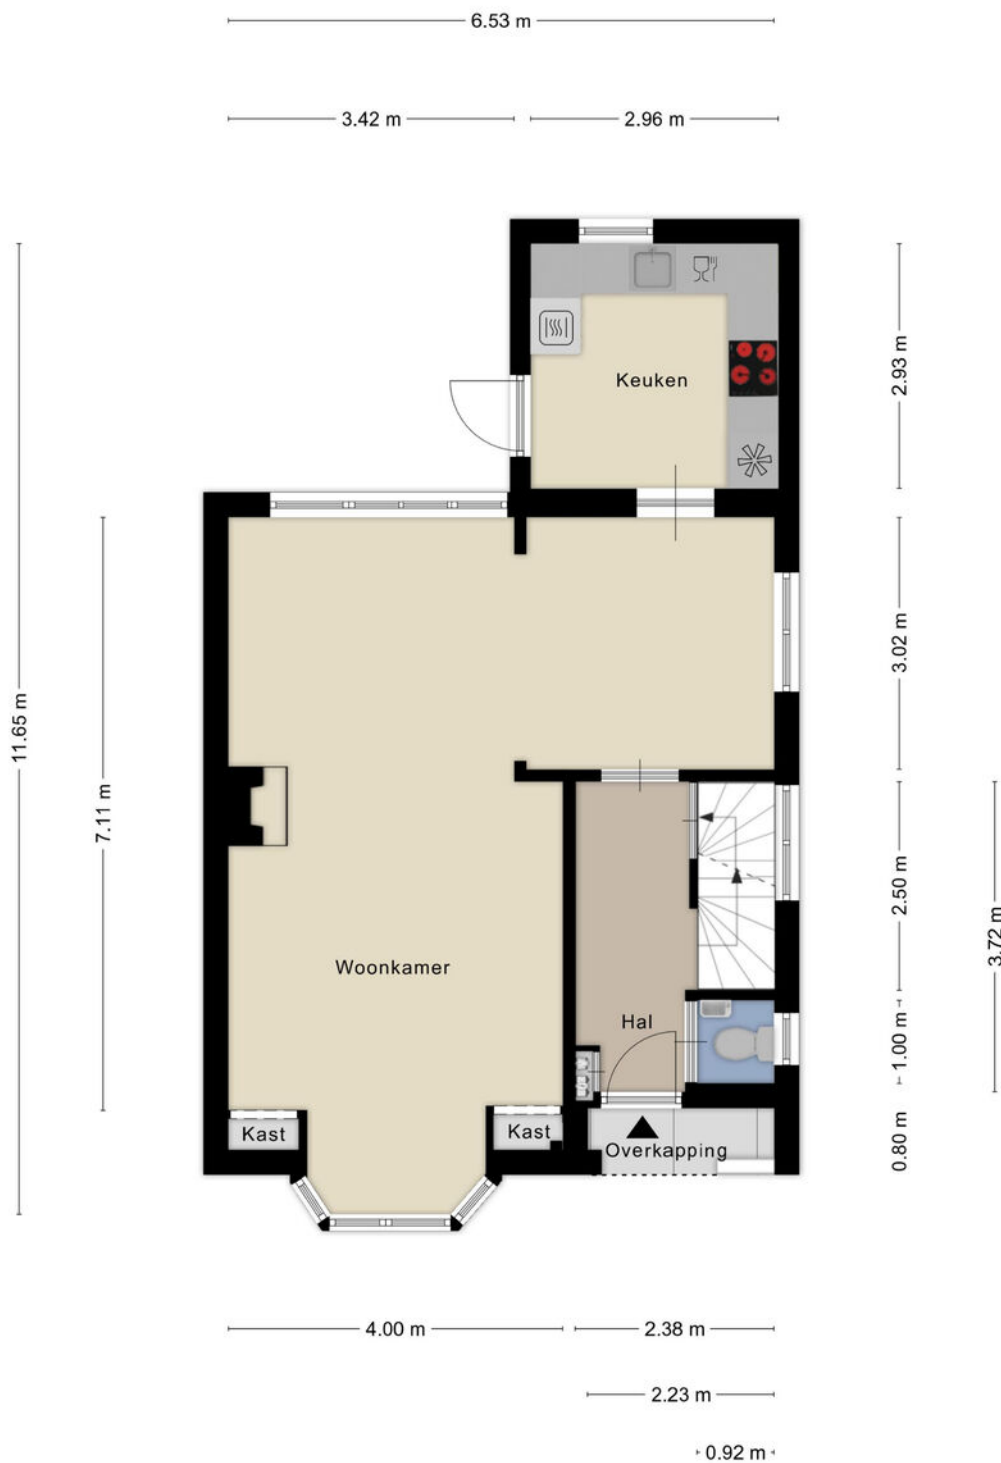 6.53 m
3.42 m
2.96 m
2.93 m
Keuken
3.02 m
11.65 m
7.11 m
2.50 m
3.72 m
Woonkamer
Hal
1.00 m
Kast
Kast
Overkapping
0.80 m
4.00 m
2.38 m
2.23 m
0.92 m